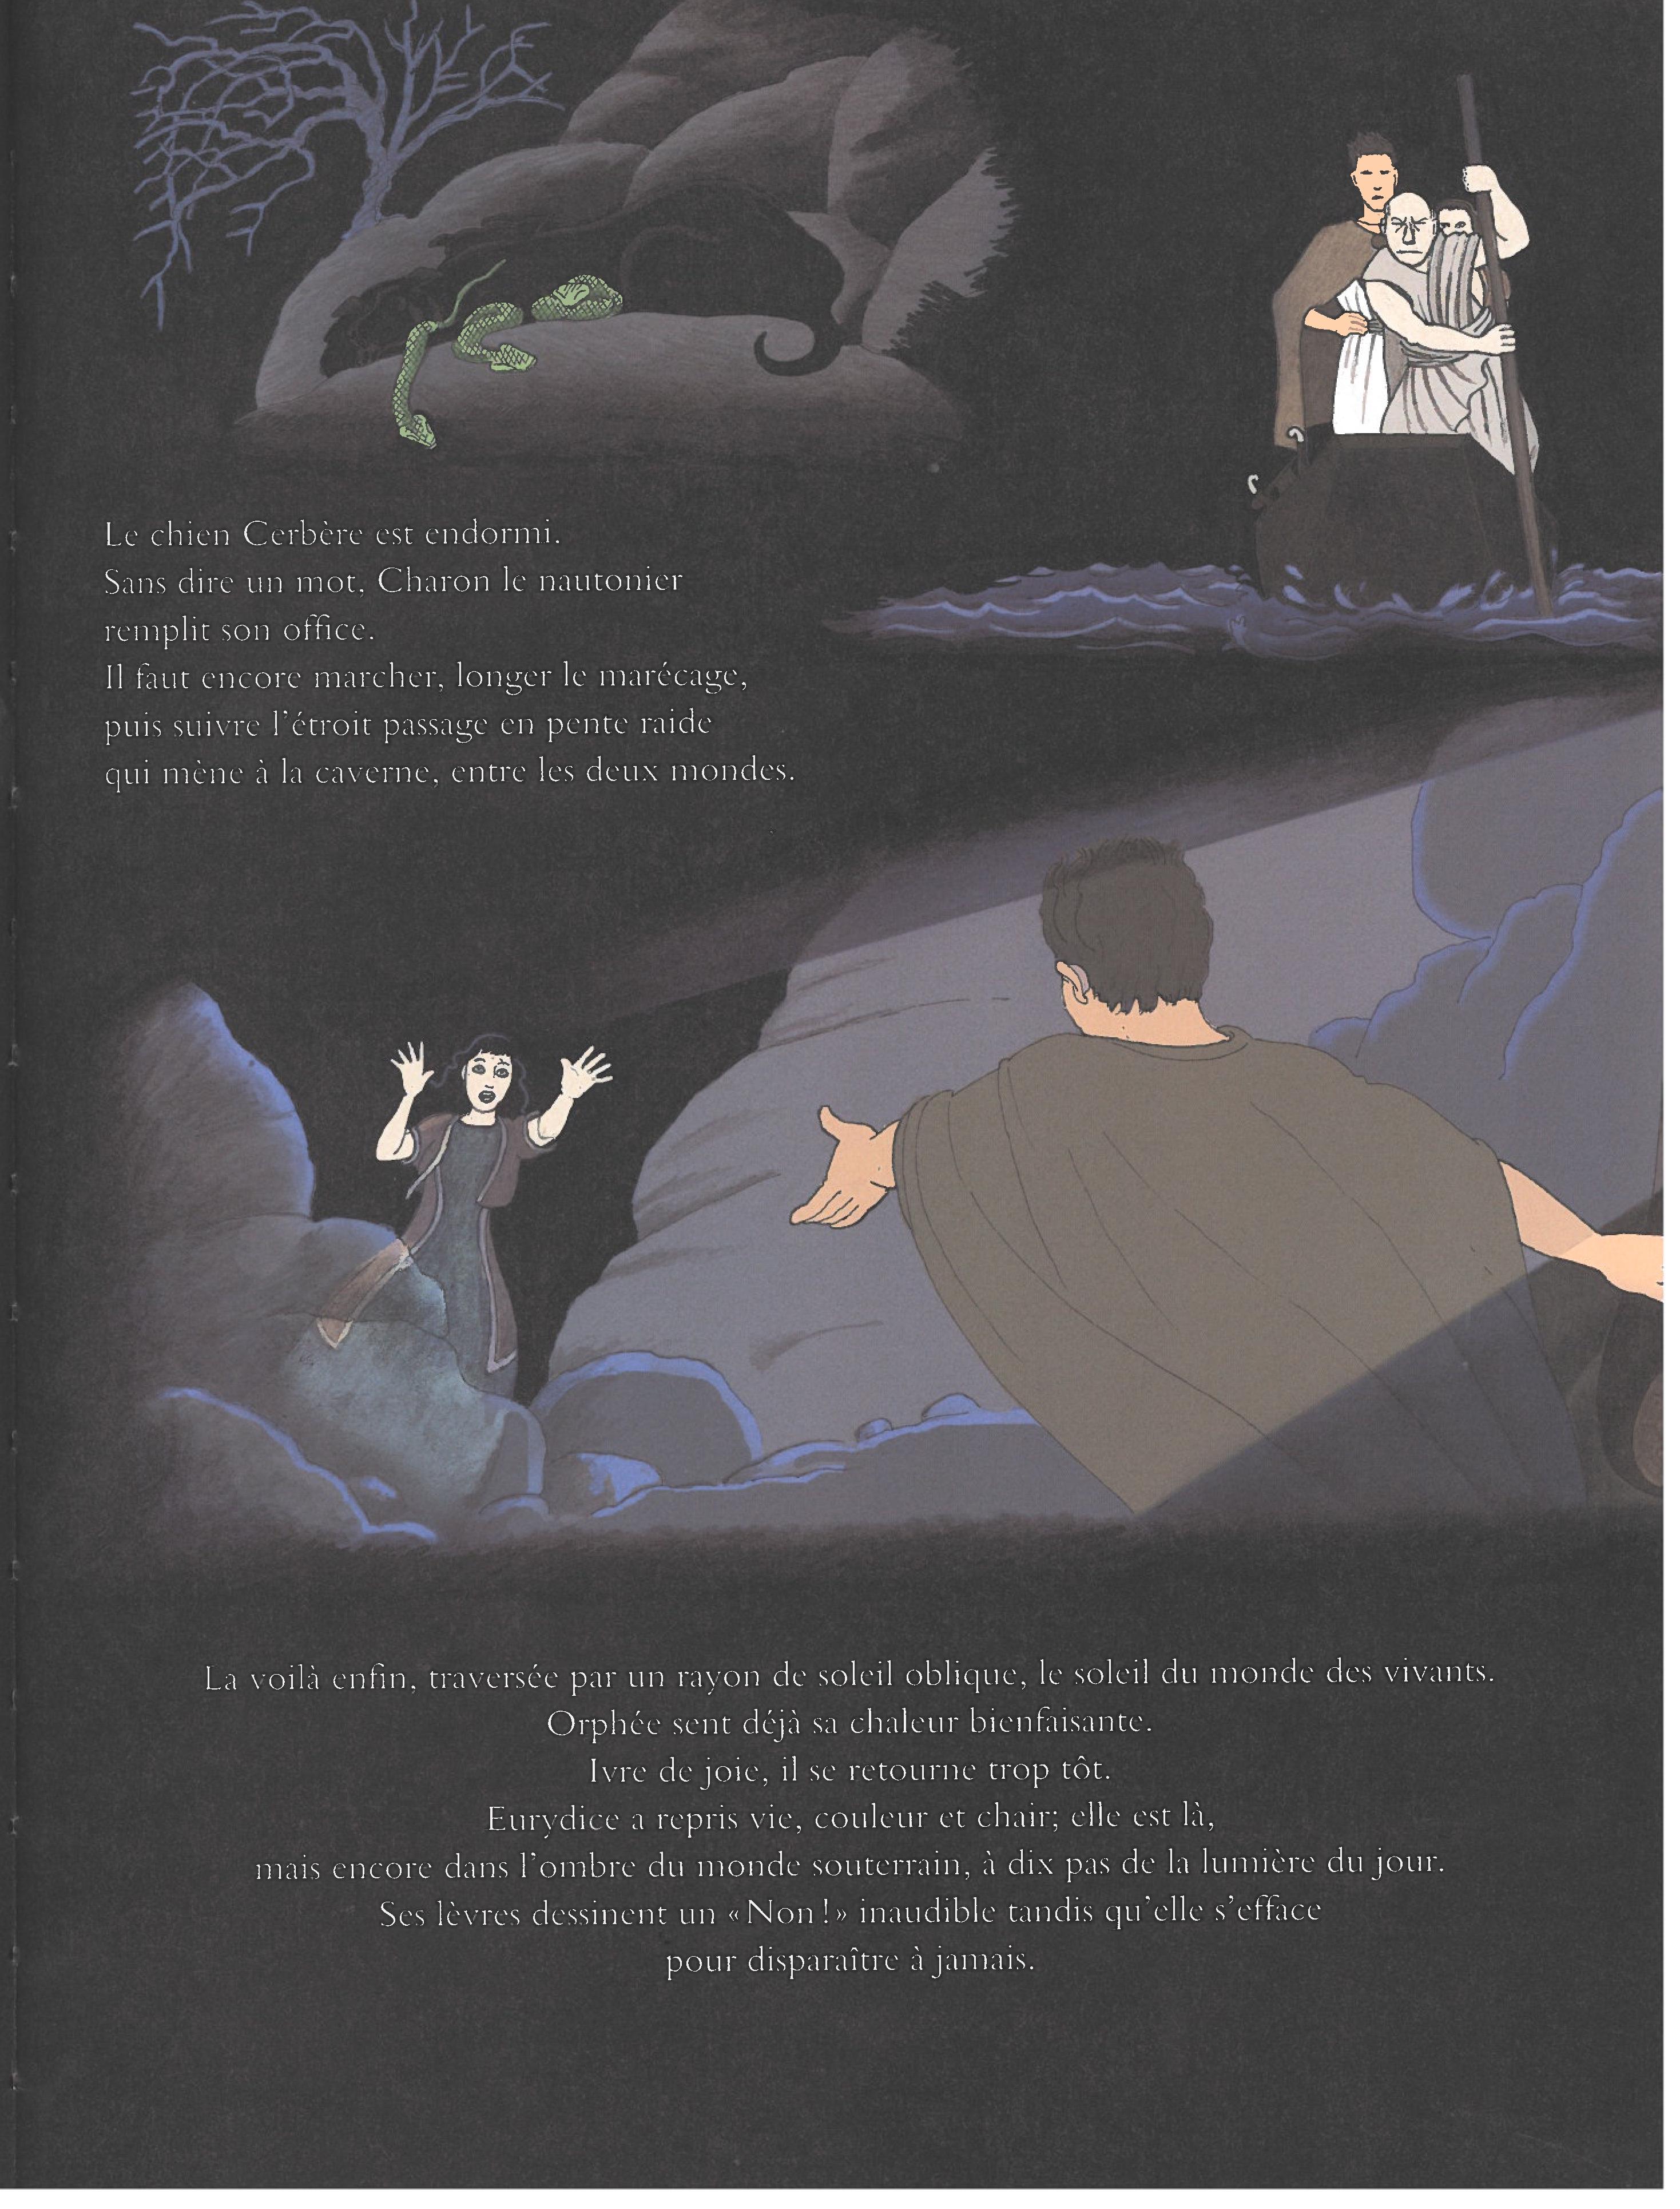 Le chien Cerbère est endormi.
Sans dire un mot, Charon le nautonier
remplit son office.
Il faut encore marcher, longer le marécage,
puis suivre l'étroit passage en pente raide
qui mène à la caverne, entre les deux mondes.
La voilà enfin, traversée par un rayon de soleil oblique, le soleil du monde des vivants.
Orphée sent déjà sa chaleur bienfaisante.
Ivre de joie, il se retourne trop tôt.
Eurydice a repris vie, couleur et chair; elle est là,
mais encore dans l'ombre du monde souterrain, à dix pas de la lumière du jour.
Ses lèvres dessinent un «Non!» inaudible tandis qu'elle s'efface
pour disparaître à jamais.